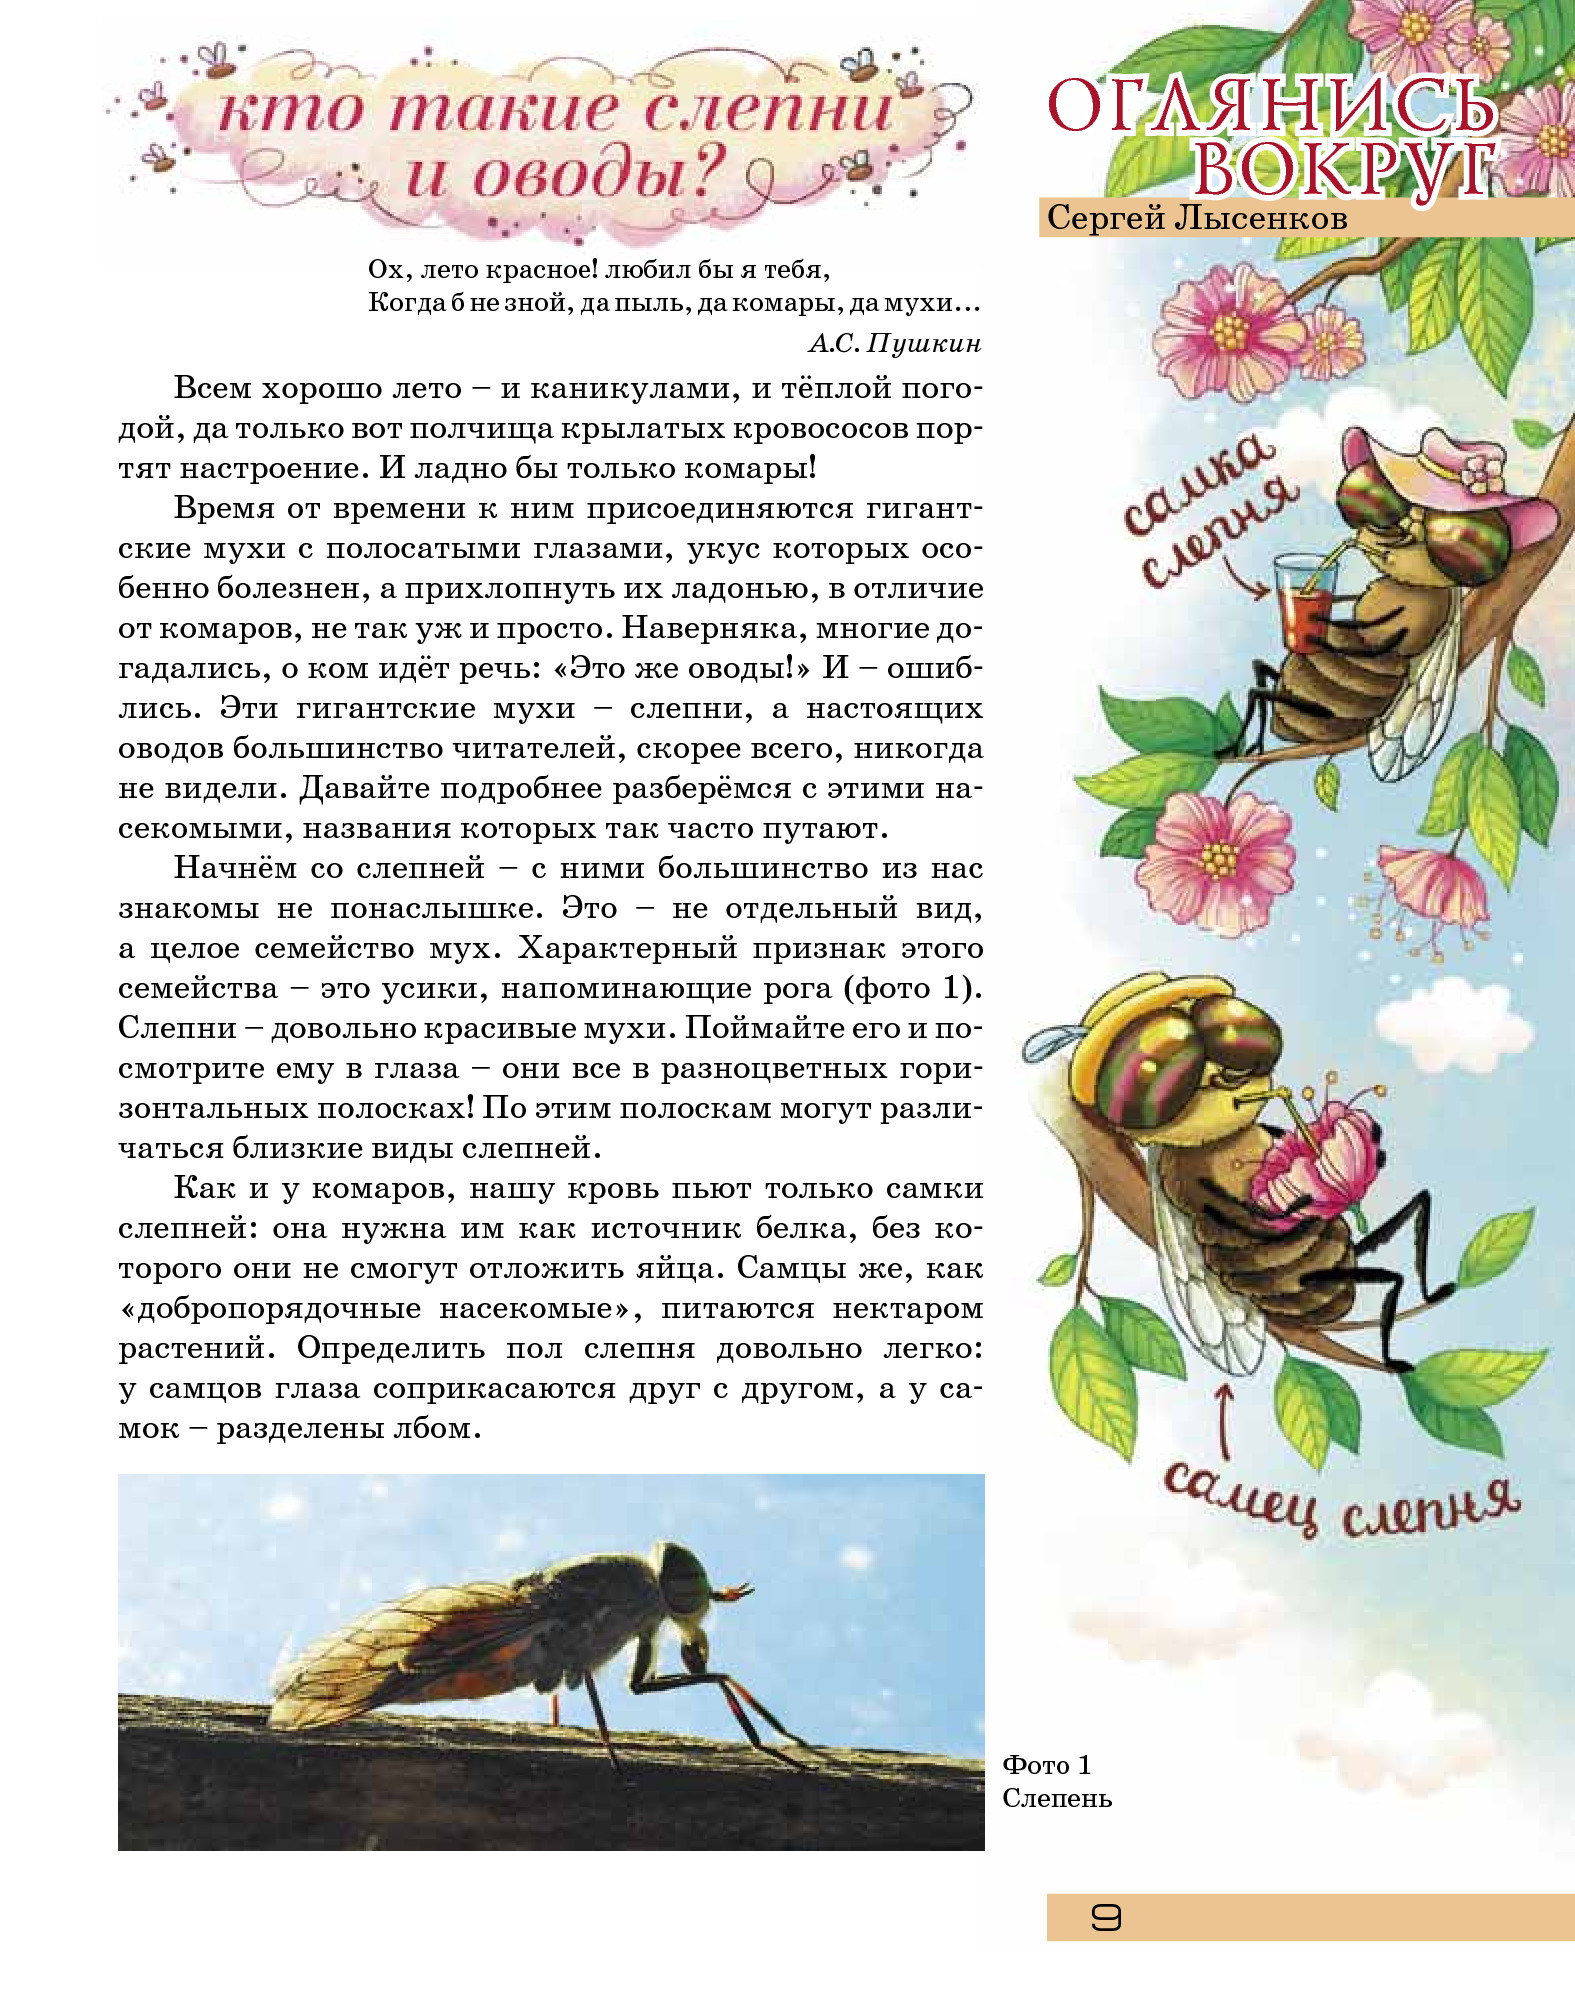 кто такие слепни
и оводы?
ОГЛЯНИСЬ
ВОКРУГ
Сергей Лысенков
Ох, лето красное! любил бы я тебя,
Когда б не зной, да пыль, да комары, да мухи...
А.С. Пушкин
Всем хорошо лето – и каникулами, и тёплой пого-
дой, да только вот полчища крылатых кровососов пор-
тят настроение. И ладно бы только комары!
Время от времени к ним присоединяются гигант-
ские мухи с полосатыми глазами, укус которых осо-
бенно болезнен, а прихлопнуть их ладонью, в отличие
от комаров, не так уж и просто. Наверняка, многие до-
гадались, о ком идёт речь: «Это же оводы!» И – ошиб-
лись. Эти гигантские мухи – слепни, а настоящих
оводов большинство читателей, скорее всего, никогда
не видели. Давайте подробнее разберёмся с этими на-
секомыми, названия которых так часто путают.
Начнём со слепней – с ними большинство из нас
знакомы не понаслышке. Это – не отдельный вид,
а целое семейство мух. Характерный признак этого
семейства – это усики, напоминающие рога (фото 1).
Слепни – довольно красивые мухи. Поймайте его и по-
смотрите ему в глаза – они все в разноцветных гори-
зонтальных полосках! По этим полоскам могут разли-
чаться близкие виды слепней.
Как и у комаров, нашу кровь пьют только самки
слепней: она нужна им как источник белка, без ко-
торого они не смогут отложить яйца. Самцы же, как
«добропорядочные насекомые», питаются нектаром
растений. Определить пол слепня довольно легко:
у самцов глаза соприкасаются друг с другом, а у са-
мок – разделены лбом.
самка
слепня
самец слепня
Фото 1
Слепень
9